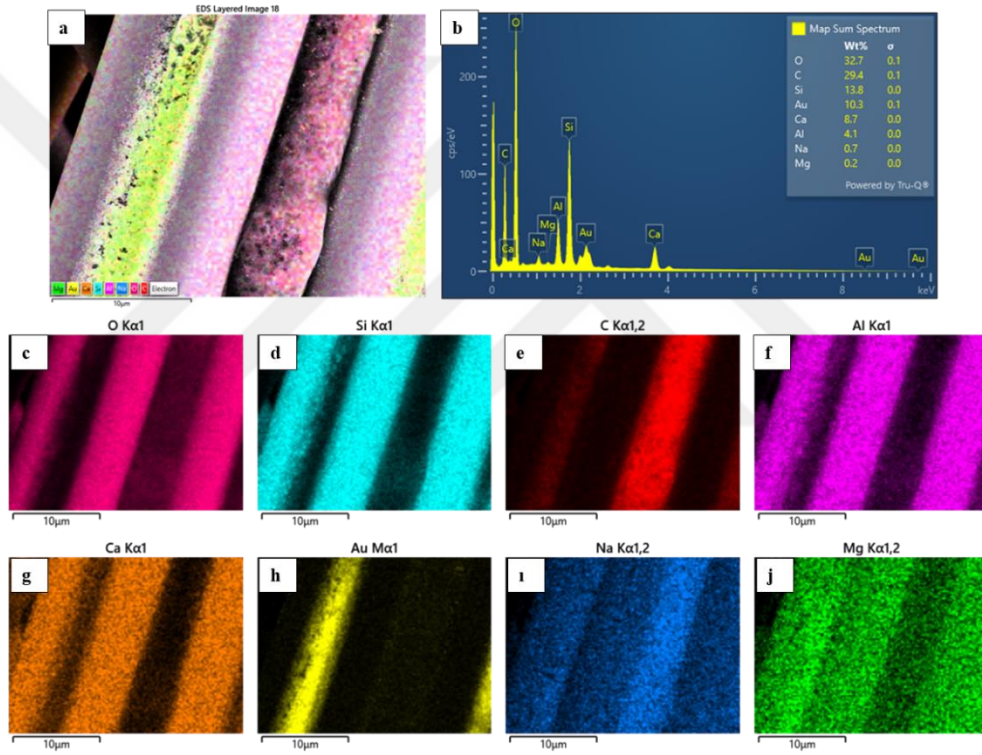 EDS Layered Image 18
a
Mg Au Ca Si Al Na O C Electron
10µm
b
Map Sum Spectrum
Wt% σ
O 32.7 0.1
C 29.4 0.1
Si 13.8 0.0
Au 10.3 0.1
Ca 8.7 0.0
Al 4.1 0.0
Na 0.7 0.0
Mg 0.2 0.0
Powered by Tru-Q®
cps/eV
200
100
0
O
C
Ca
Na
Mg
Al
Si
Au
Ca
Au
Au
0 2 4 6 8 keV
O Kα1
c
10µm
Si Kα1
d
10µm
C Kα1,2
e
10µm
Al Kα1
f
10µm
Ca Kα1
g
10µm
Au Mα1
h
10µm
Na Kα1,2
ı
10µm
Mg Kα1,2
j
10µm